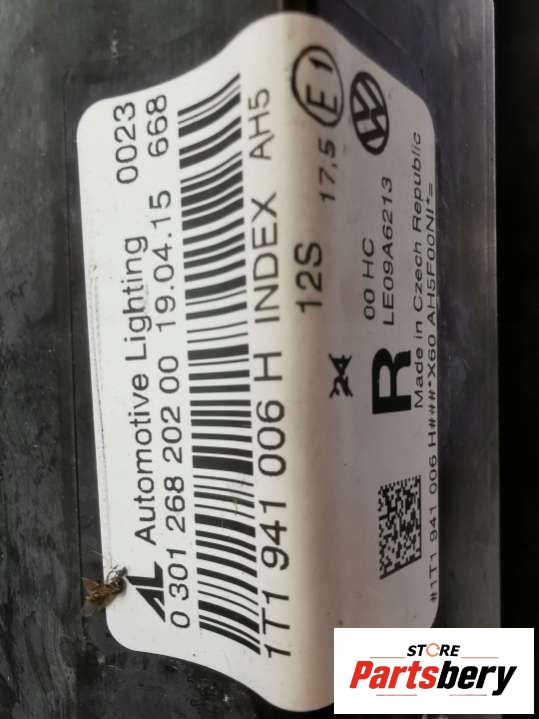 AL Automotive Lighting 0023
0 301 268 202 00 19.04.15 668
1T1 941 006 H INDEX AH5
12S 17,5 E1
24 00 HC
R LE09A6213
Made in Czech Republic
#1T1 941 006 H####*X60 AH5F00NI*=
STORE
Partsbery